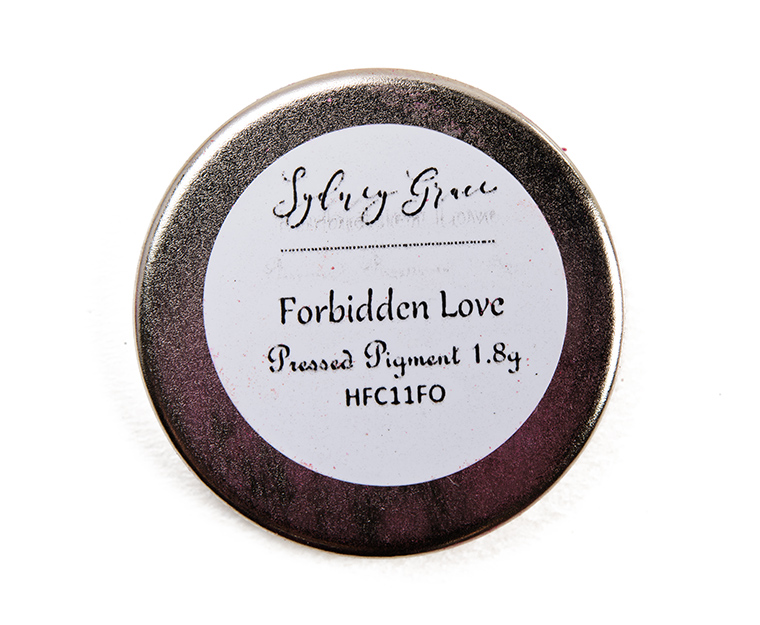 Sydney Grace
Forbidden Love
Pressed Pigment 1.8g
HFC11FO